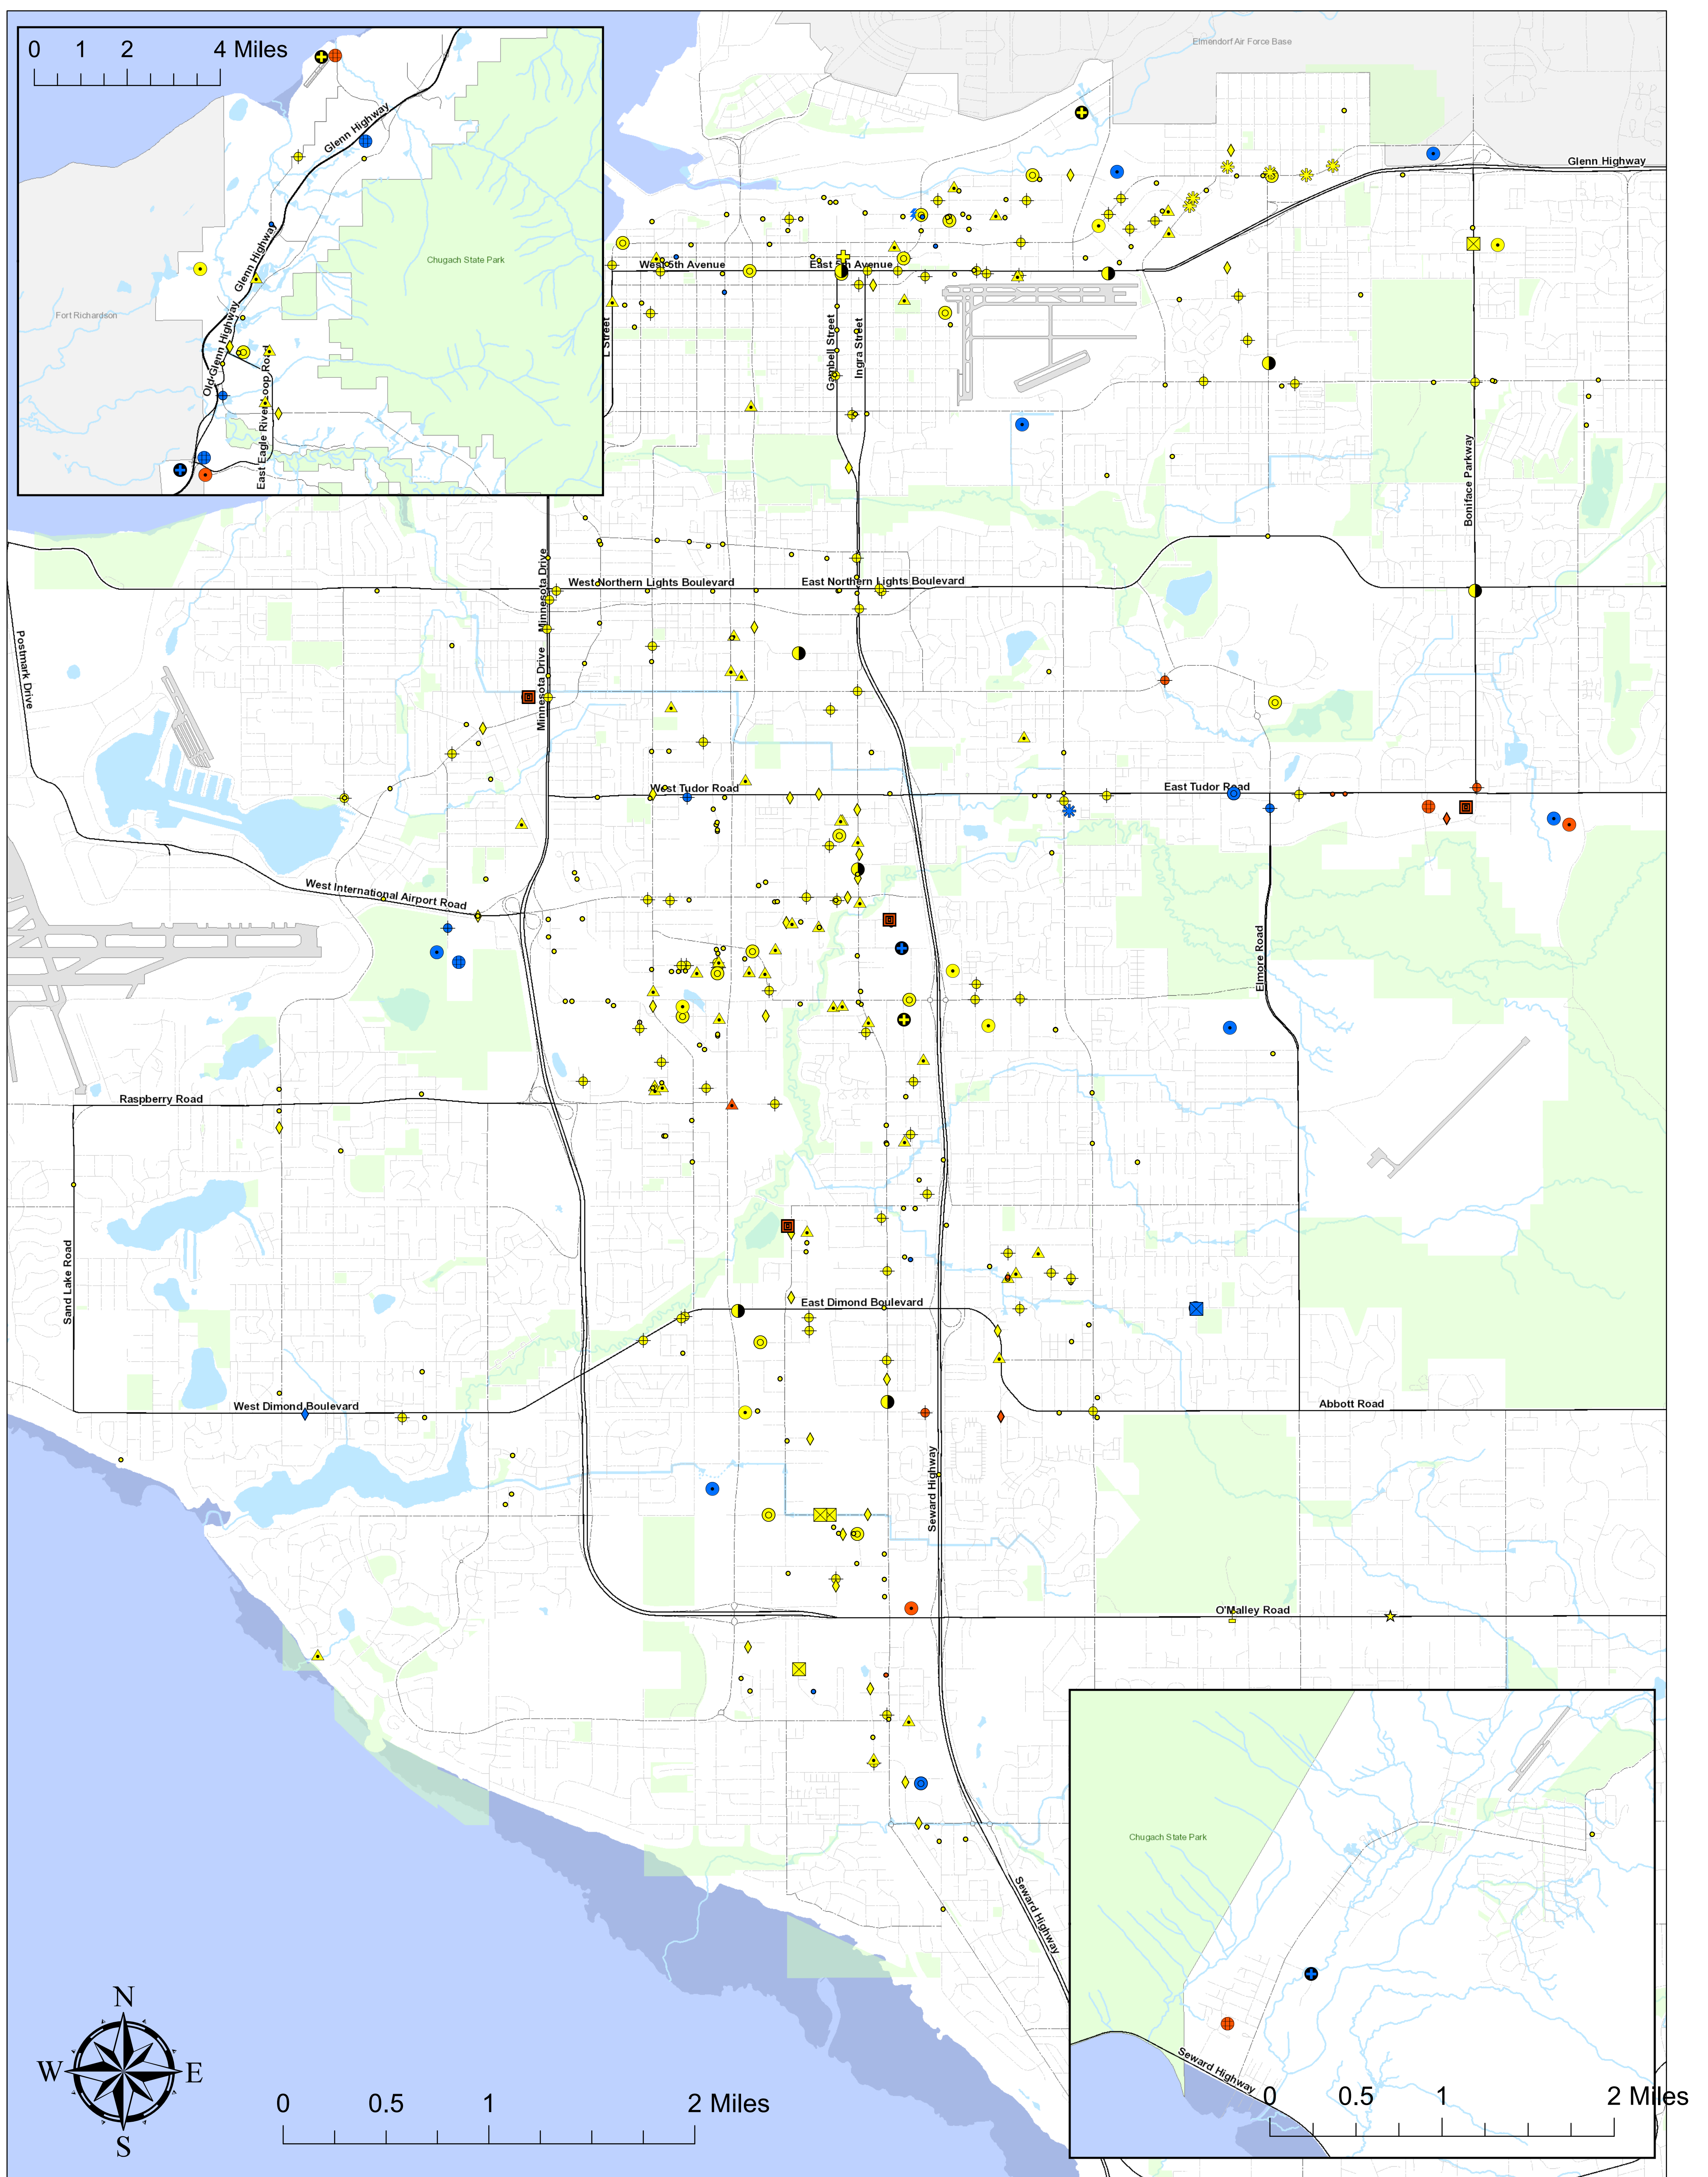 0 1 2 4 Miles
Glenn Highway
Glenn Highway
Chugach State Park
Fort Richardson
Old Glenn Highway
East Eagle River Loop Road
Elmendorf Air Force Base
Glenn Highway
West 5th Avenue
East 5th Avenue
L Street
Gambell Street
Ingra Street
Boniface Parkway
Minnesota Drive
West Northern Lights Boulevard
East Northern Lights Boulevard
Postmark Drive
Minnesota Drive
West Tudor Road
East Tudor Road
West International Airport Road
Elmore Road
Raspberry Road
Sand Lake Road
East Dimond Boulevard
West Dimond Boulevard
Abbott Road
Seward Highway
O'Malley Road
Seward Highway
Chugach State Park
Seward Highway
0 0.5 1 2 Miles
N
W E
S
0 0.5 1 2 Miles